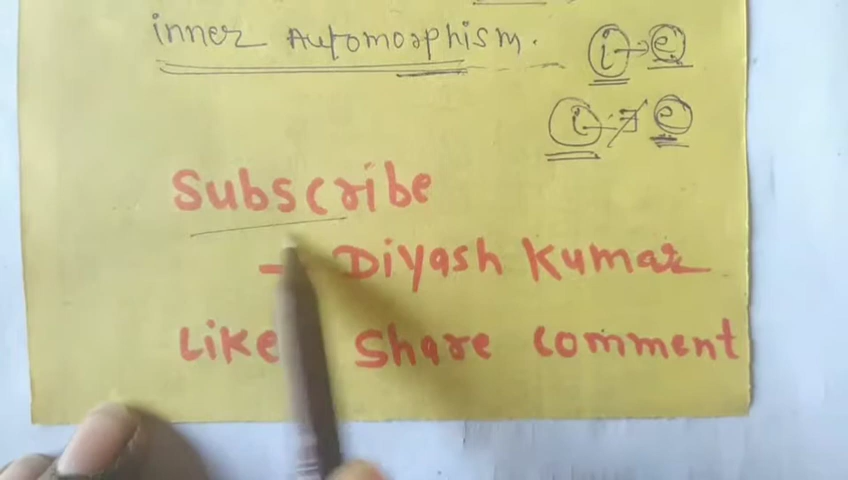 inner Automorphism. i → e
i ∄ e
Subscribe
- Diyash Kumar
Like Share comment